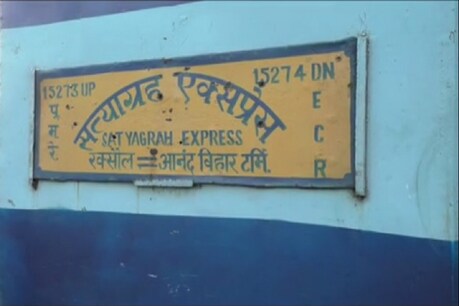 15273 UP 15274 DN
सत्याग्रह एक्सप्रेस
SATYAGRAH EXPRESS
रक्सौल = आनंद विहार टर्मि.
पू म रे.
E C R